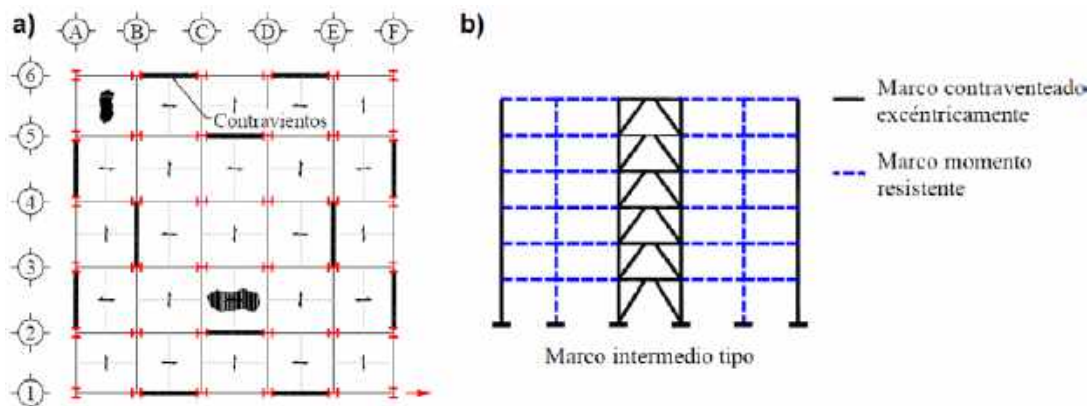 a)
A B C D E F
6
Contravientos
5
4
3
2
1
b)
Marco contraventeado
excéntricamente
Marco momento
resistente
Marco intermedio tipo